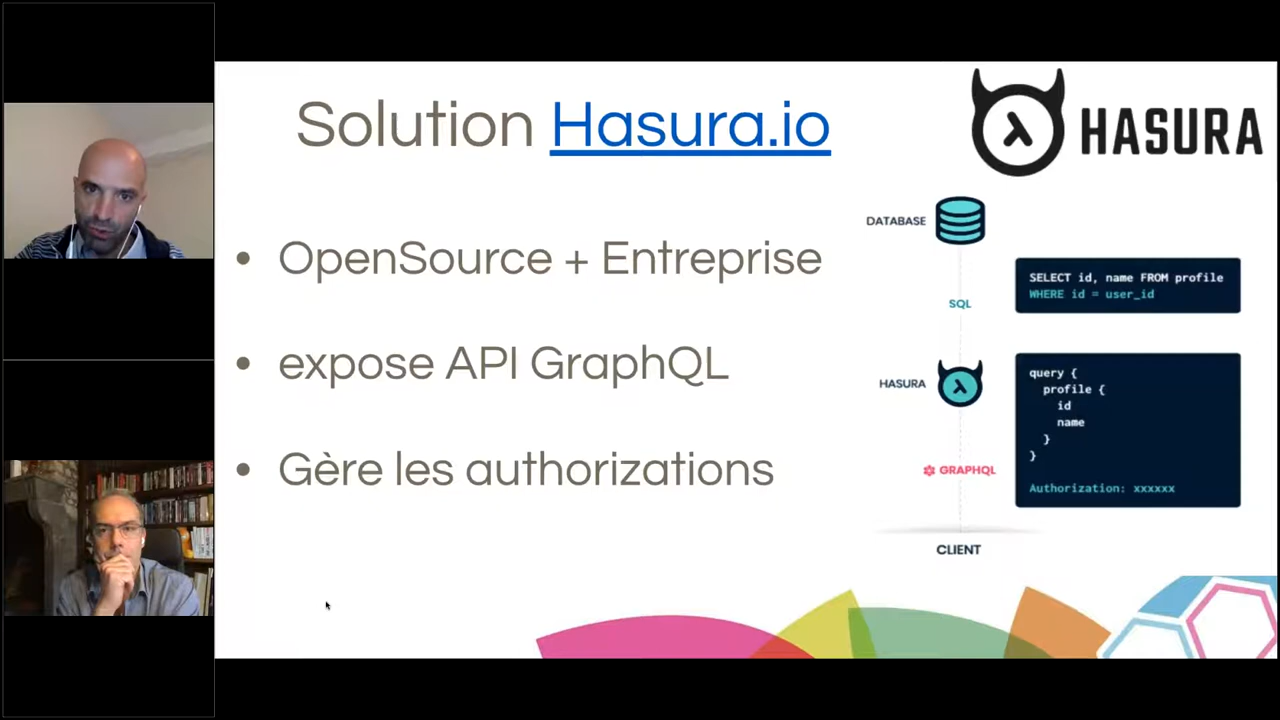 Solution Hasura.io
HASURA
• OpenSource + Entreprise
• expose API GraphQL
• Gère les authorizations
DATABASE
SQL
SELECT id, name FROM profile
WHERE id = user_id
HASURA
query {
profile {
id
name
}
}
Authorization: xxxxxx
GRAPHQL
CLIENT